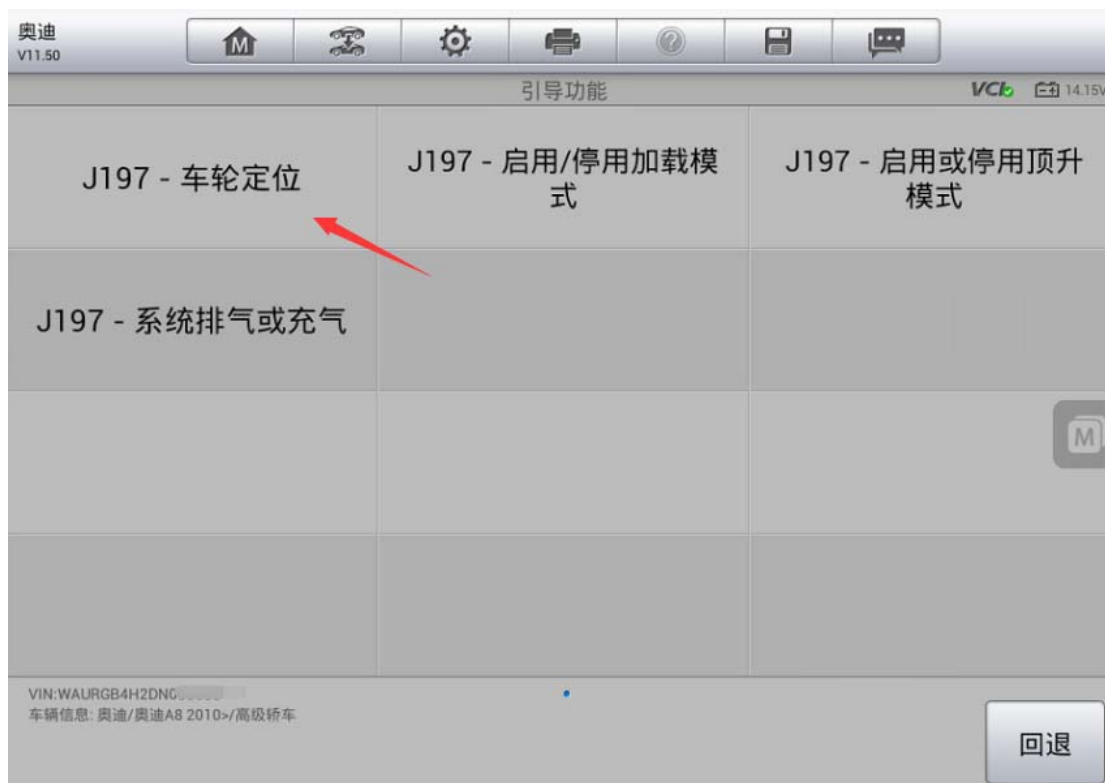 奥迪
V11.50
M
引导功能
VCI
14.15V
J197 - 车轮定位
J197 - 启用/停用加载模
式
J197 - 启用或停用顶升
模式
J197 - 系统排气或充气
M
VIN:WAURGB4H2DN0
车辆信息: 奥迪/奥迪A8 2010>/高级轿车
回退